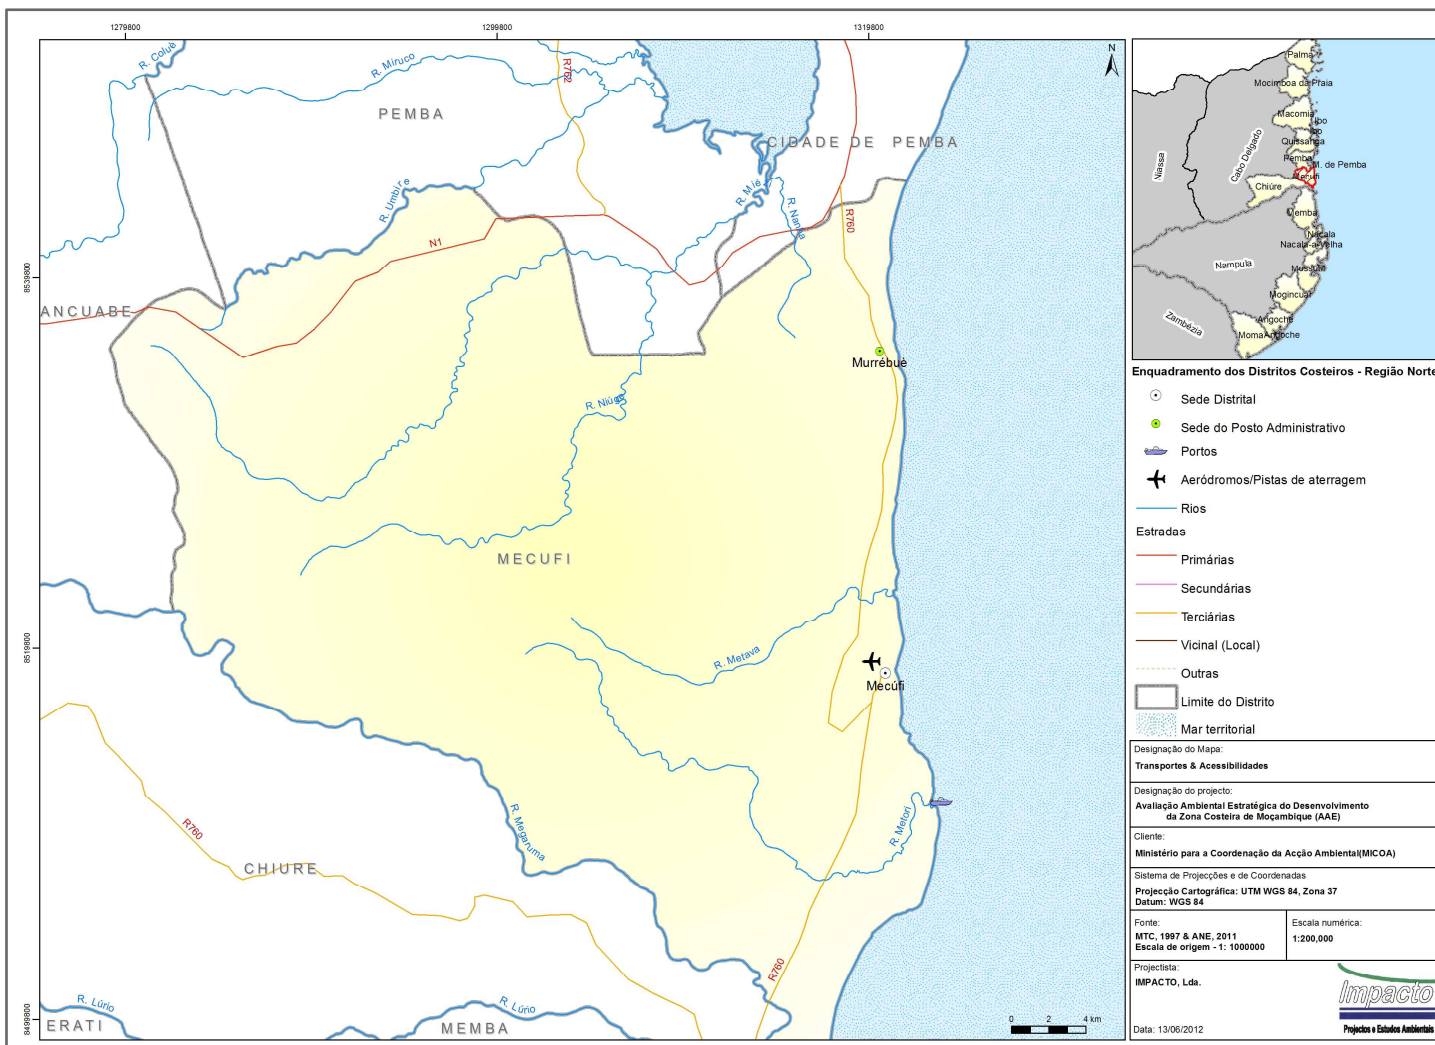 1279800
1299800
1319800
8539800
8519800
8499800
N
R. Colué
R. Miruco
R762
PEMBA
CIDADE DE PEMBA
R. Umbire
R. Mié
R. Nanga
R760
N1
ANCUABE
Murrébuè
R. Niúge
MECUFI
R. Metava
Mecúfi
R. Megaruma
R. Metori
R760
CHIURE
R760
R. Lúrio
R. Lúrio
ERATI
MEMBA
0 2 4 km
Palma
Mocimboa da Praia
Macomia
Ibo
Quissanga
Pemba
M. de Pemba
Mecufi
Chiúre
Cabo Delgado
Niassa
Memba
Nacala
Nacala-a-Velha
Nampula
Mussuril
Mogincual
Angoche
Moma
Angoche
Zambézia
Enquadramento dos Distritos Costeiros - Região Norte
Sede Distrital
Sede do Posto Administrativo
Portos
Aeródromos/Pistas de aterragem
Rios
Estradas
Primárias
Secundárias
Terciárias
Vicinal (Local)
Outras
Limite do Distrito
Mar territorial
Designação do Mapa:
Transportes & Acessibilidades
Designação do projecto:
Avaliação Ambiental Estratégica do Desenvolvimento
da Zona Costeira de Moçambique (AAE)
Cliente:
Ministério para a Coordenação da Acção Ambiental(MICOA)
Sistema de Projecções e de Coordenadas
Projecção Cartográfica: UTM WGS 84, Zona 37
Datum: WGS 84
Fonte:
MTC, 1997 & ANE, 2011
Escala de origem - 1: 1000000
Escala numérica:
1:200,000
Projectista:
IMPACTO, Lda.
Data: 13/06/2012
Impacto
Projectos e Estudos Ambientais